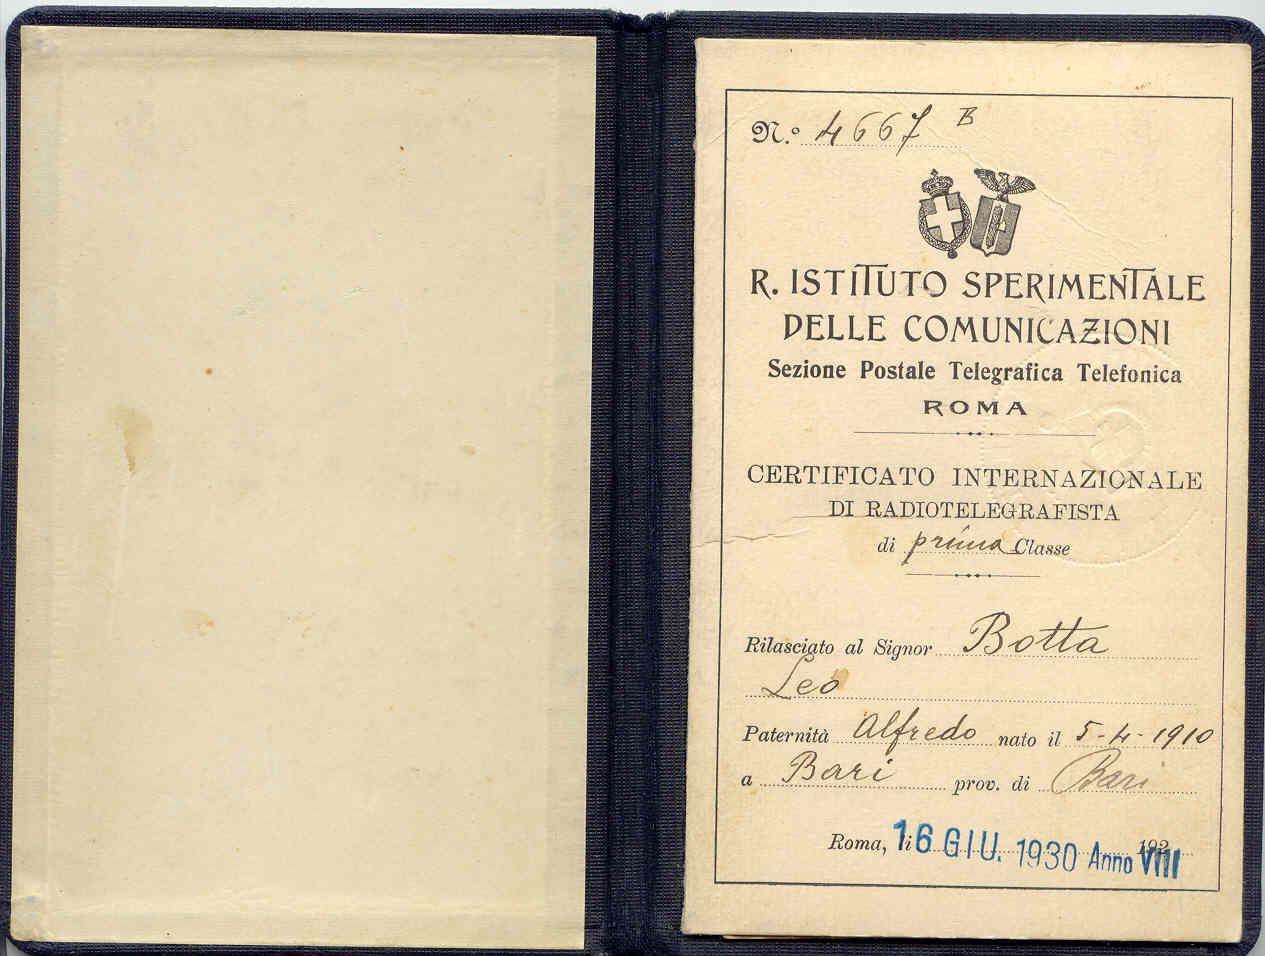 N.º 4667 B
R. ISTITUTO SPERIMENTALE
DELLE COMUNICAZIONI
Sezione Postale Telegrafica Telefonica
ROMA
CERTIFICATO INTERNAZIONALE
DI RADIOTELEGRAFISTA
di prima Classe
Rilasciato al Signor Botta
Leo
Paternità Alfredo nato il 5-4-1910
a Bari prov. di Bari
Roma, li 16 GIU. 1930 Anno VIII 192